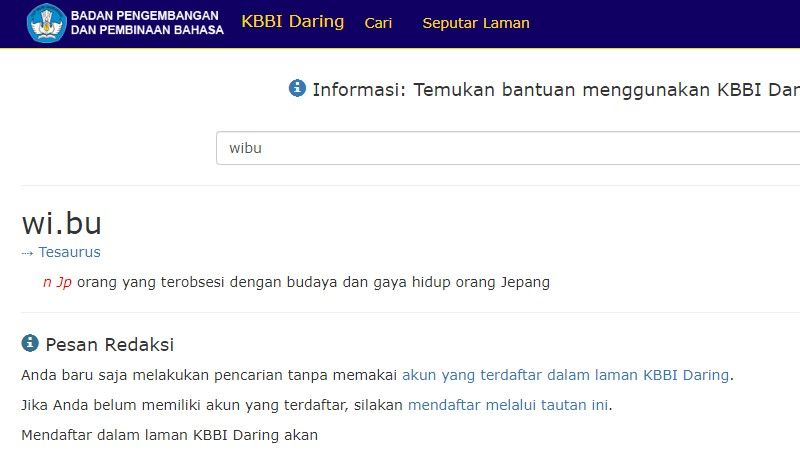 BADAN PENGEMBANGAN
DAN PEMBINAAN BAHASA
KBBI Daring Cari Seputar Laman
Informasi: Temukan bantuan menggunakan KBBI Dar
wibu
wi.bu
⇢ Tesaurus
n Jp orang yang terobsesi dengan budaya dan gaya hidup orang Jepang
Pesan Redaksi
Anda baru saja melakukan pencarian tanpa memakai akun yang terdaftar dalam laman KBBI Daring.
Jika Anda belum memiliki akun yang terdaftar, silakan mendaftar melalui tautan ini.
Mendaftar dalam laman KBBI Daring akan